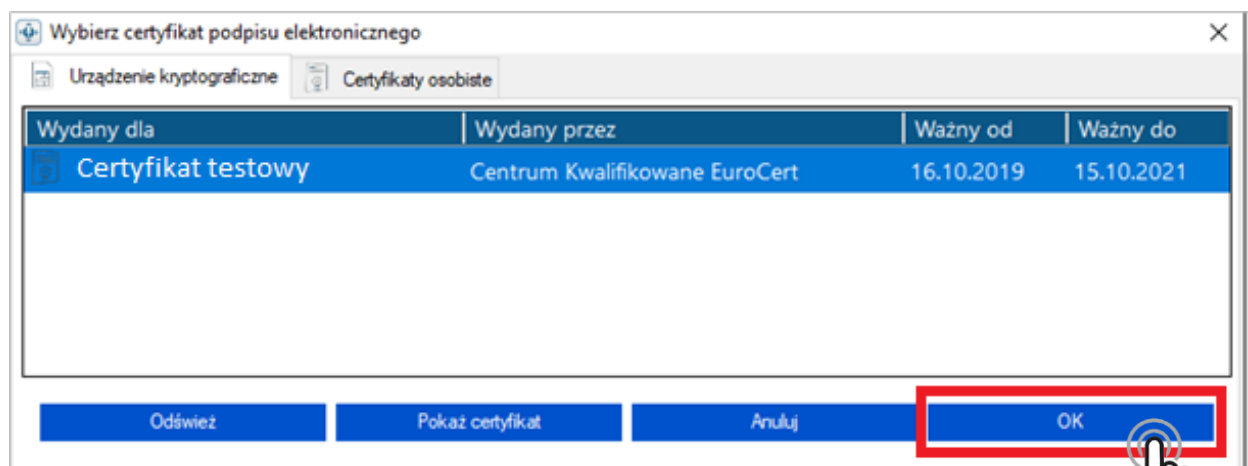 Wybierz certyfikat podpisu elektronicznego
Urządzenie kryptograficzne Certyfikaty osobiste
Wydany dla Wydany przez Ważny od Ważny do
Certyfikat testowy Centrum Kwalifikowane EuroCert 16.10.2019 15.10.2021
Odśwież Pokaż certyfikat Anuluj OK